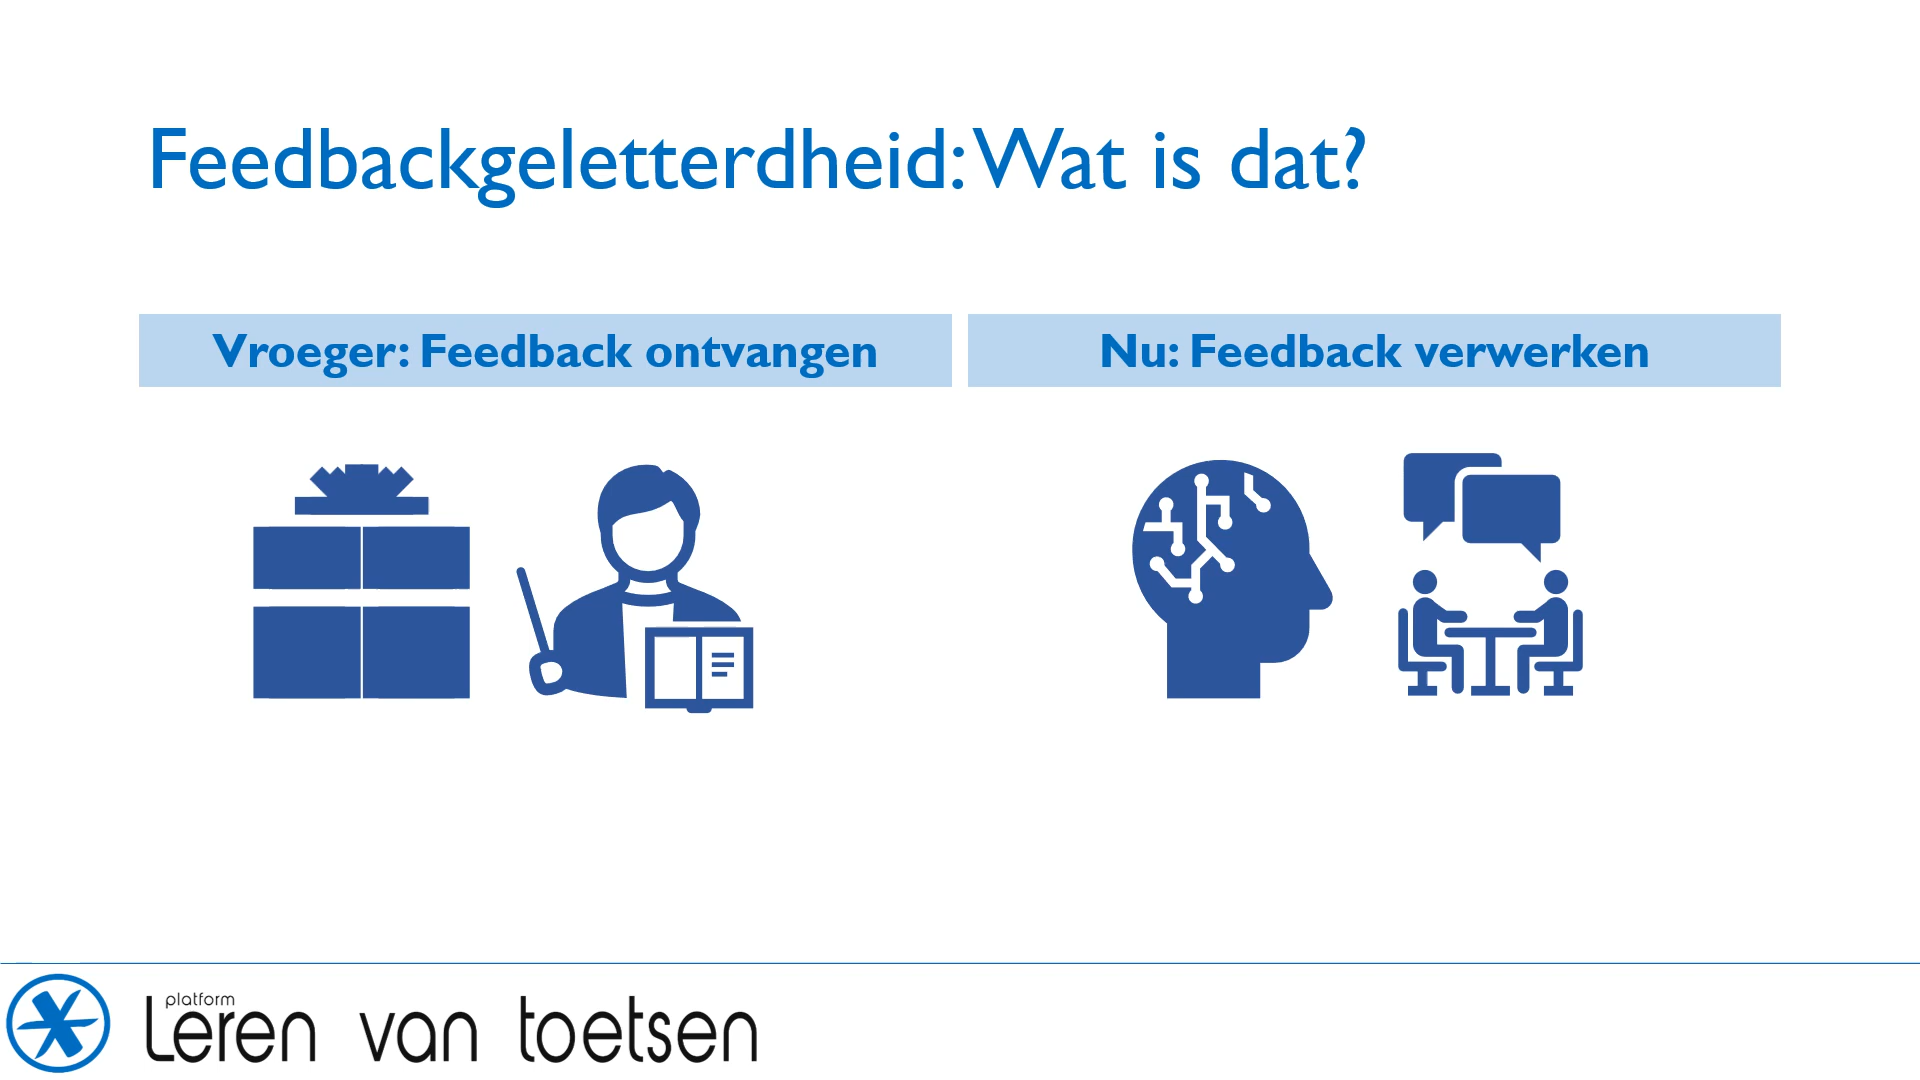 Feedbackgeletterdheid: Wat is dat?
Vroeger: Feedback ontvangen
Nu: Feedback verwerken
platform
Leren van toetsen